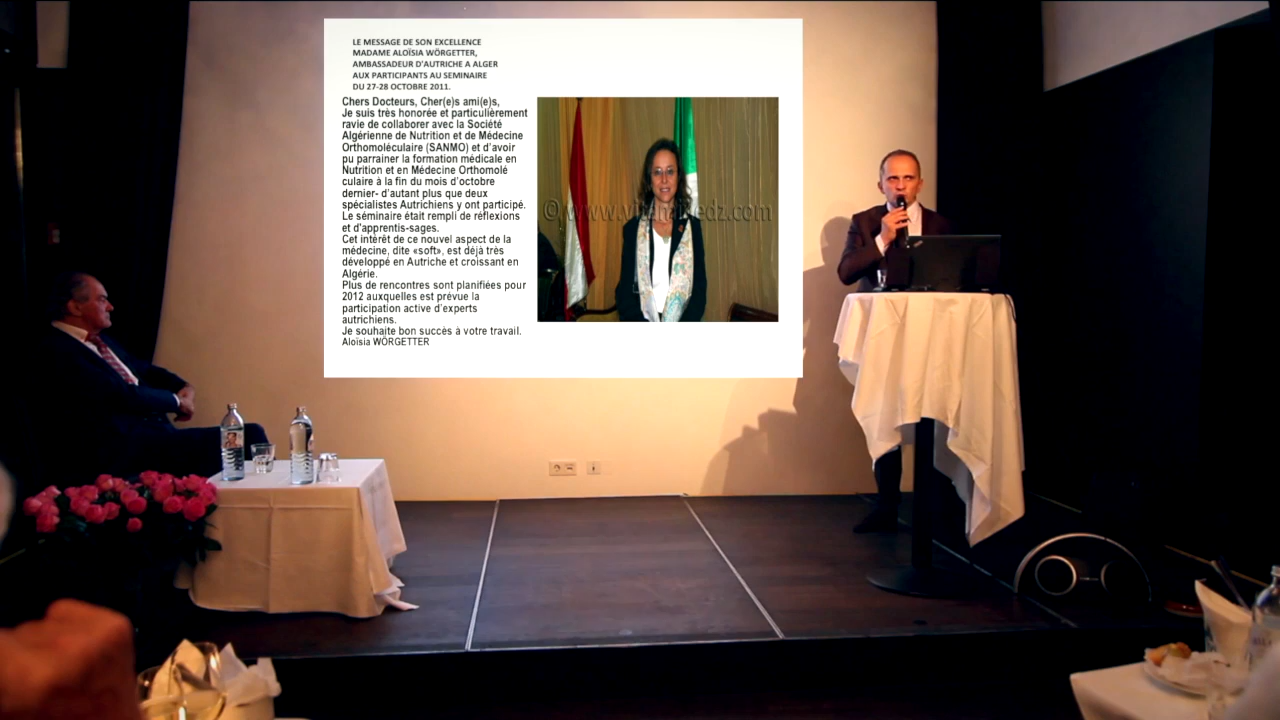 LE MESSAGE DE SON EXCELLENCE
MADAME ALOÏSIA WÖRGETTER,
AMBASSADEUR D'AUTRICHE A ALGER
AUX PARTICIPANTS AU SEMINAIRE
DU 27-28 OCTOBRE 2011.
Chers Docteurs, Cher(e)s ami(e)s,
Je suis très honorée et particulièrement
ravie de collaborer avec la Société
Algérienne de Nutrition et de Médecine
Orthomoléculaire (SANMO) et d'avoir
pu parrainer la formation médicale en
Nutrition et en Médecine Orthomolé
culaire à la fin du mois d'octobre
dernier- d'autant plus que deux
spécialistes Autrichiens y ont participé.
Le séminaire était rempli de réflexions
et d'apprentis-sages.
Cet intérêt de ce nouvel aspect de la
médecine, dite «soft», est déjà très
développé en Autriche et croissant en
Algérie.
Plus de rencontres sont planifiées pour
2012 auxquelles est prévue la
participation active d'experts
autrichiens.
Je souhaite bon succès à votre travail.
Aloïsia WÖRGETTER